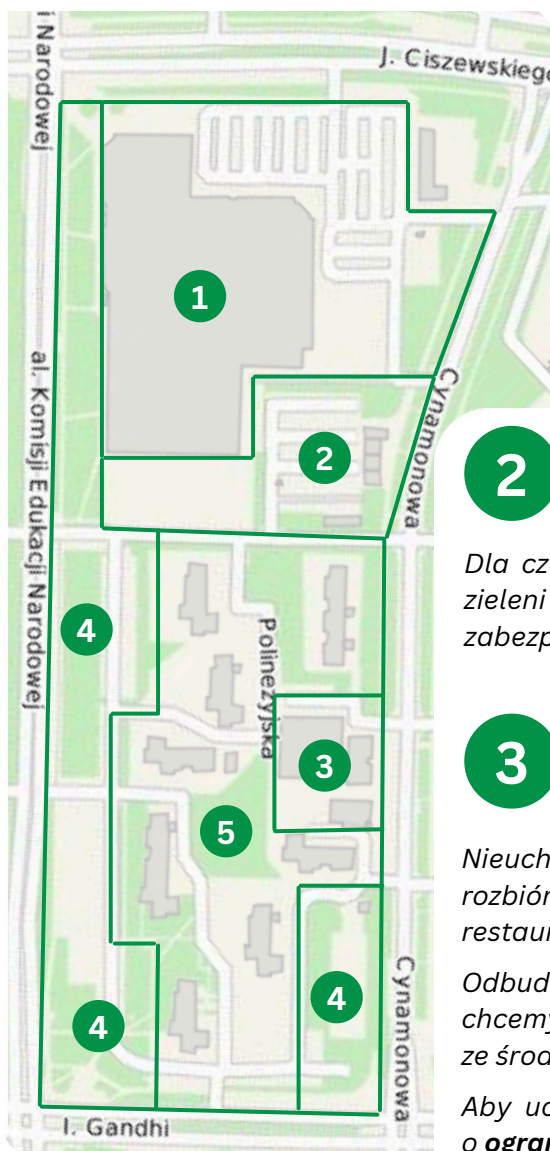 i Narodowej
J. Ciszewskiego
1
al. Komisji Edukacji Narodowej
Cynamonowa
2
2
Dla cz
zieleni
zabezp
4
Polinezyjska
3
3
5
Nieuch
rozbiór
restaur
Odbud
chcemy
ze środ
4
4
Cynamonowa
Aby uc
o ogran
I. Gandhi